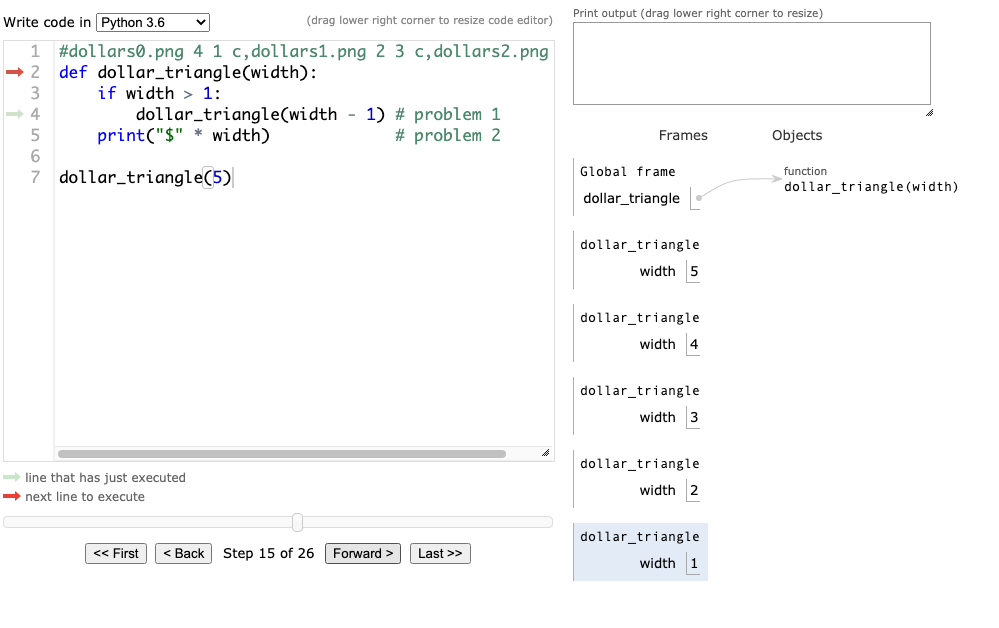 Write code in Python 3.6
(drag lower right corner to resize code editor)
1 #dollars0.png 4 1 c,dollars1.png 2 3 c,dollars2.png
2 def dollar_triangle(width):
3     if width > 1:
4         dollar_triangle(width - 1) # problem 1
5     print("$" * width)             # problem 2
6
7 dollar_triangle(5)
line that has just executed
next line to execute
<< First < Back Step 15 of 26 Forward > Last >>
Print output (drag lower right corner to resize)
Frames Objects
Global frame
dollar_triangle
function
dollar_triangle(width)
dollar_triangle
width 5
dollar_triangle
width 4
dollar_triangle
width 3
dollar_triangle
width 2
dollar_triangle
width 1